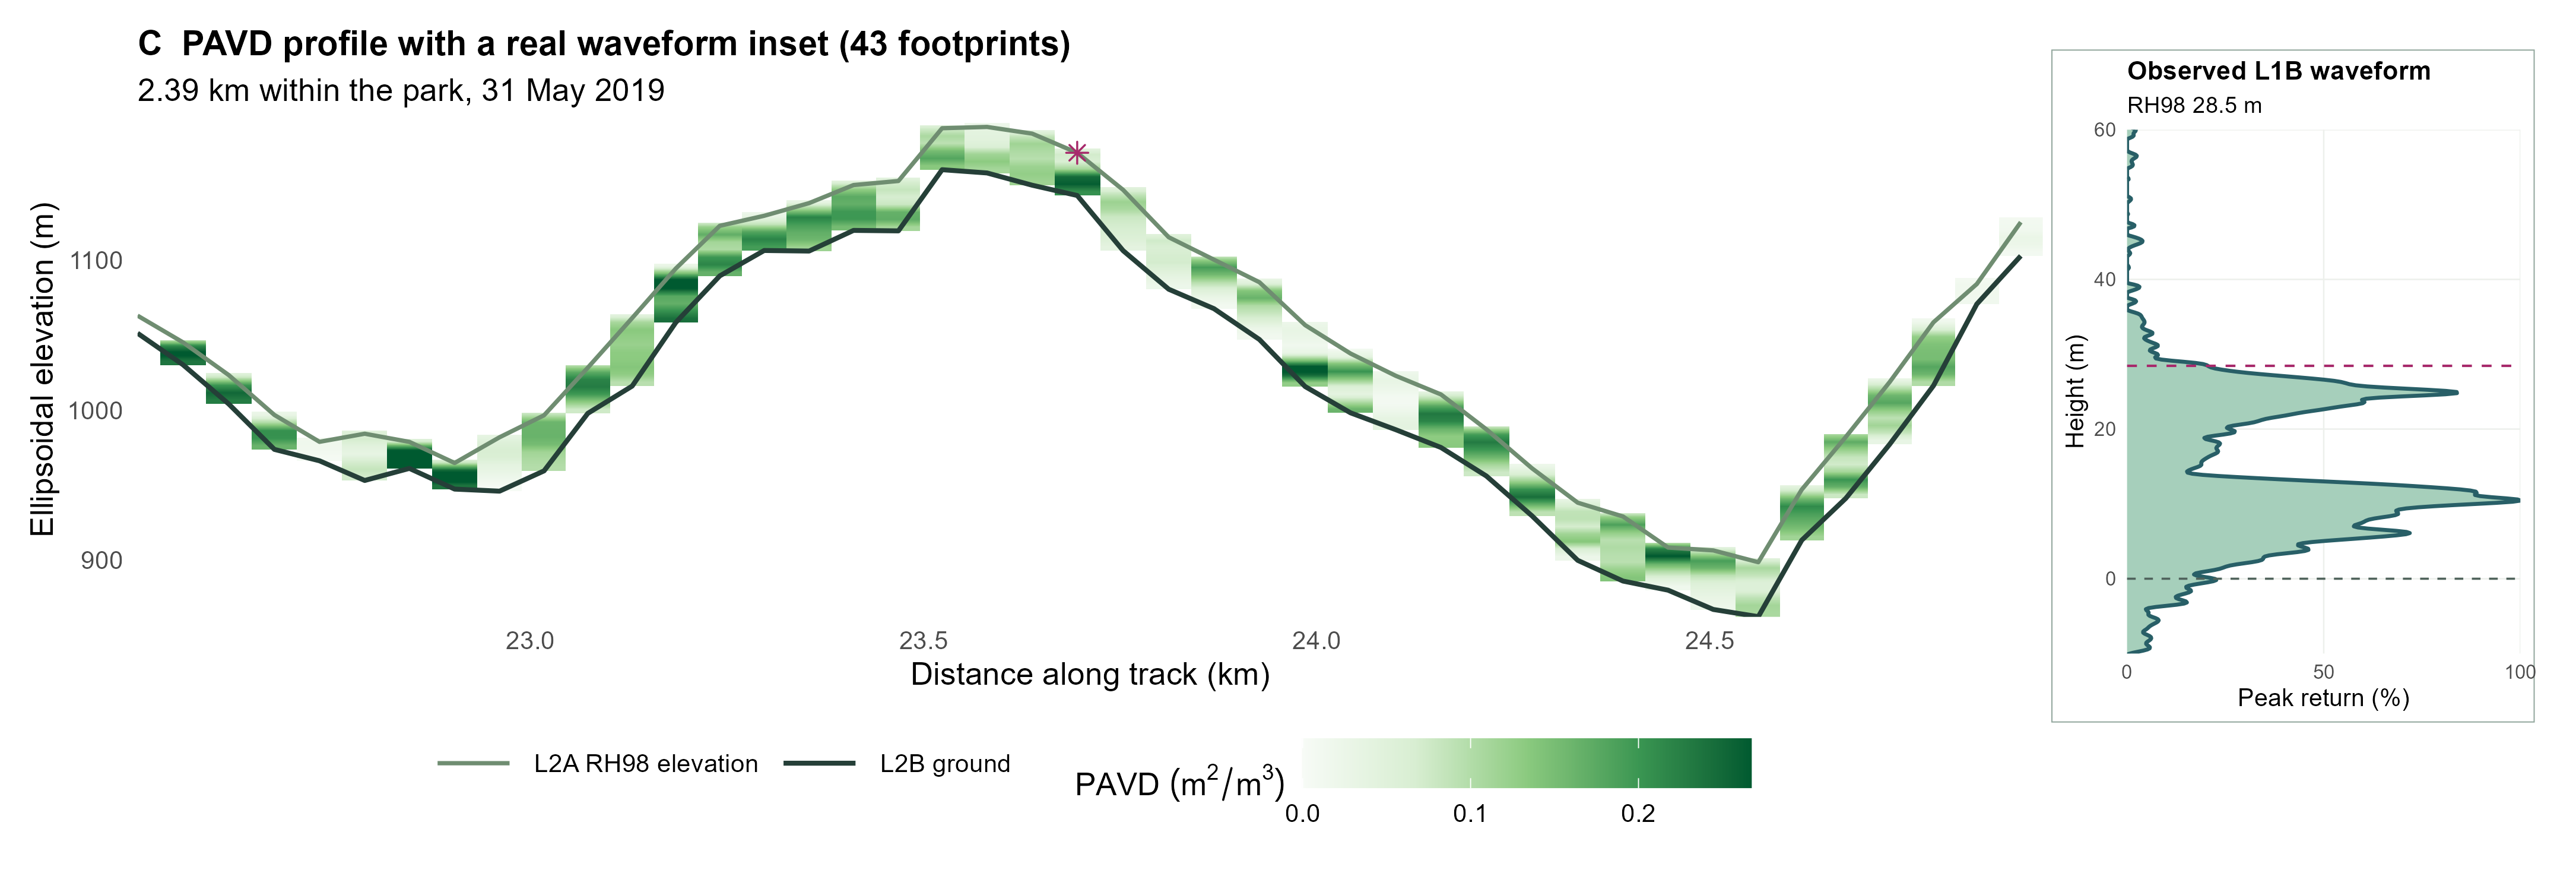 C PAVD profile with a real waveform inset (43 footprints)
2.39 km within the park, 31 May 2019
Ellipsoidal elevation (m)
1100
1000
900
23.0 23.5 24.0 24.5
Distance along track (km)
L2A RH98 elevation L2B ground
PAVD (m²/m³)
0.0 0.1 0.2
Observed L1B waveform
RH98 28.5 m
Height (m)
60
40
20
0
0 50 100
Peak return (%)